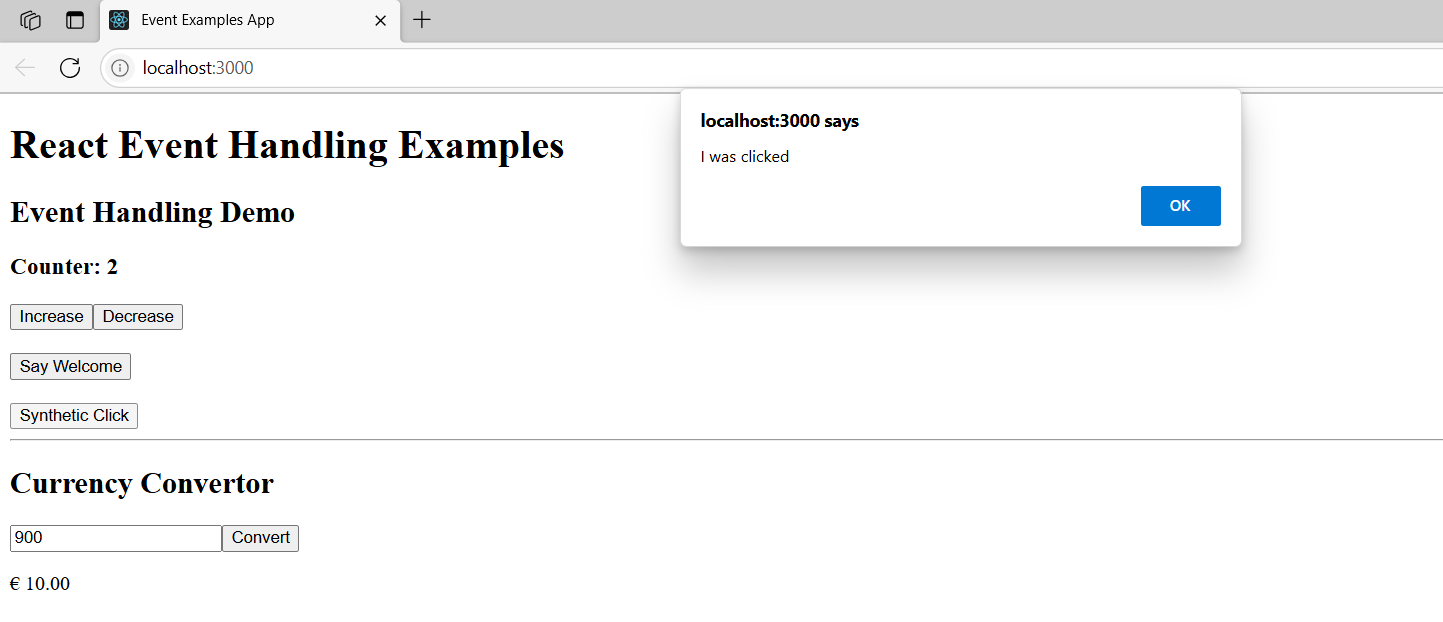 Event Examples App
localhost:3000
localhost:3000 says
I was clicked
OK
React Event Handling Examples
Event Handling Demo
Counter: 2
Increase Decrease
Say Welcome
Synthetic Click
Currency Convertor
900 Convert
€ 10.00